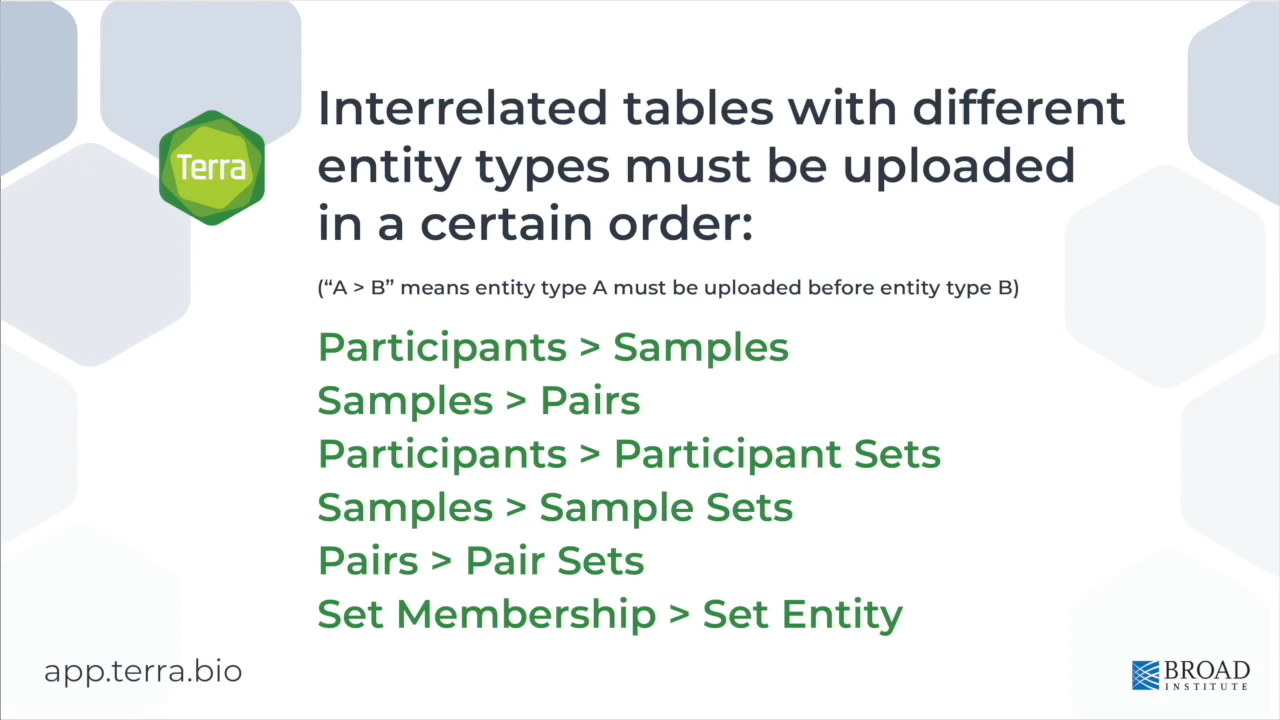 Terra
Interrelated tables with different
entity types must be uploaded
in a certain order:
(“A > B” means entity type A must be uploaded before entity type B)
Participants > Samples
Samples > Pairs
Participants > Participant Sets
Samples > Sample Sets
Pairs > Pair Sets
Set Membership > Set Entity
app.terra.bio
BROAD
INSTITUTE